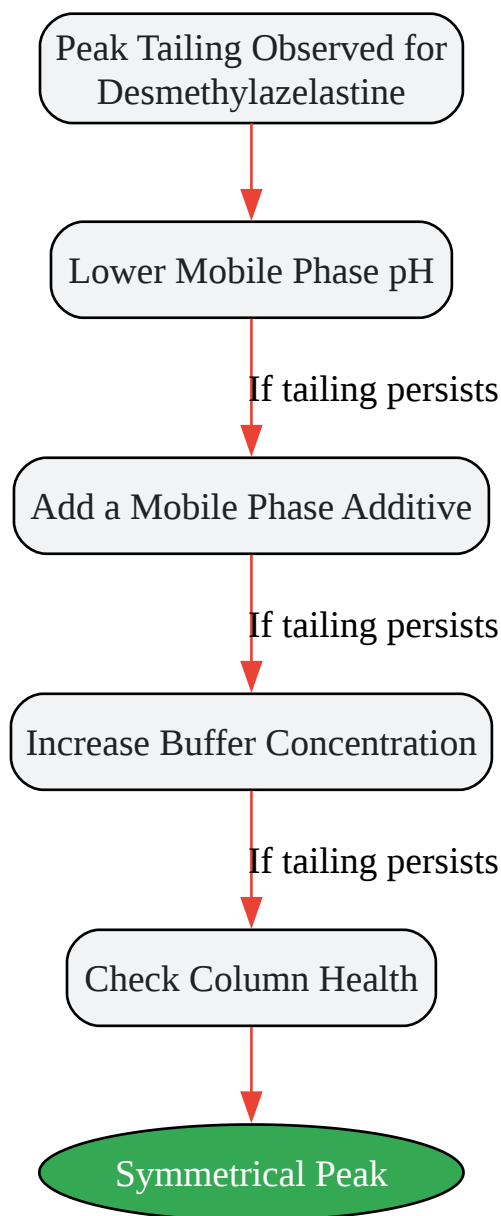 Peak Tailing Observed for
Desmethylazelastine
Lower Mobile Phase pH
If tailing persists
Add a Mobile Phase Additive
If tailing persists
Increase Buffer Concentration
If tailing persists
Check Column Health
Symmetrical Peak